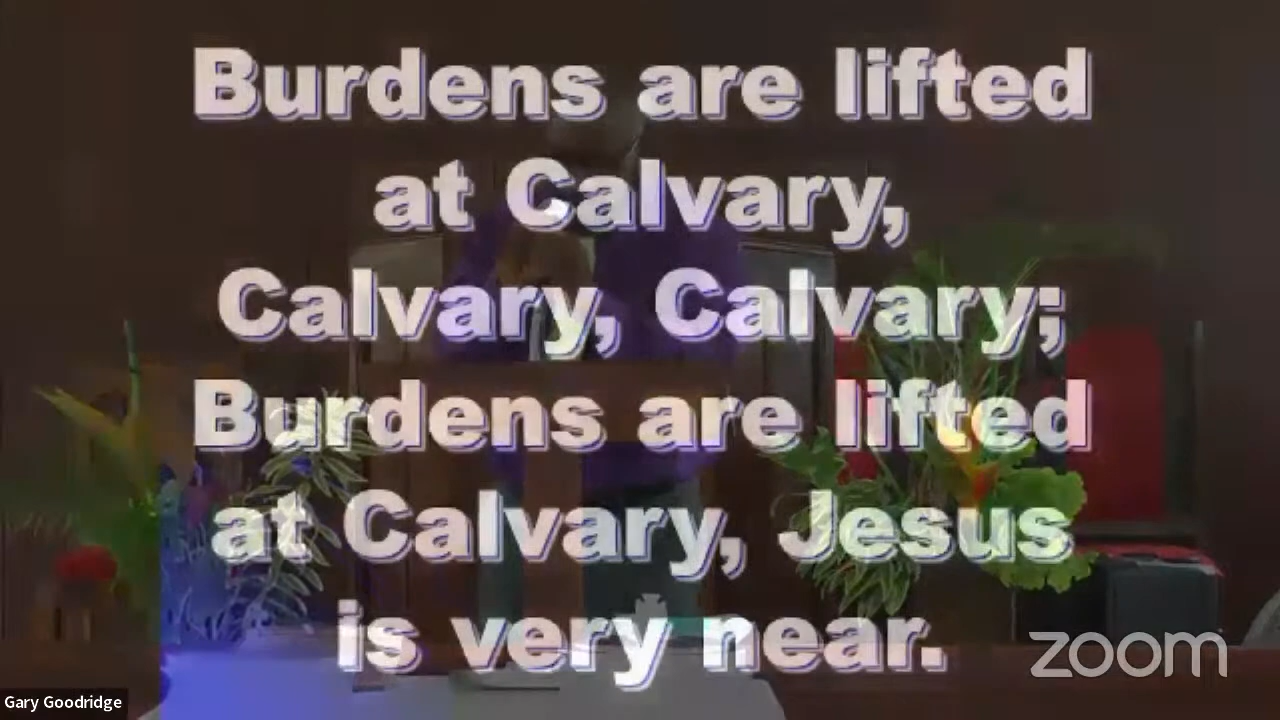 Burdens are lifted
at Calvary,
Calvary, Calvary;
Burdens are lifted
at Calvary, Jesus
is very near.
zoom
Gary Goodridge